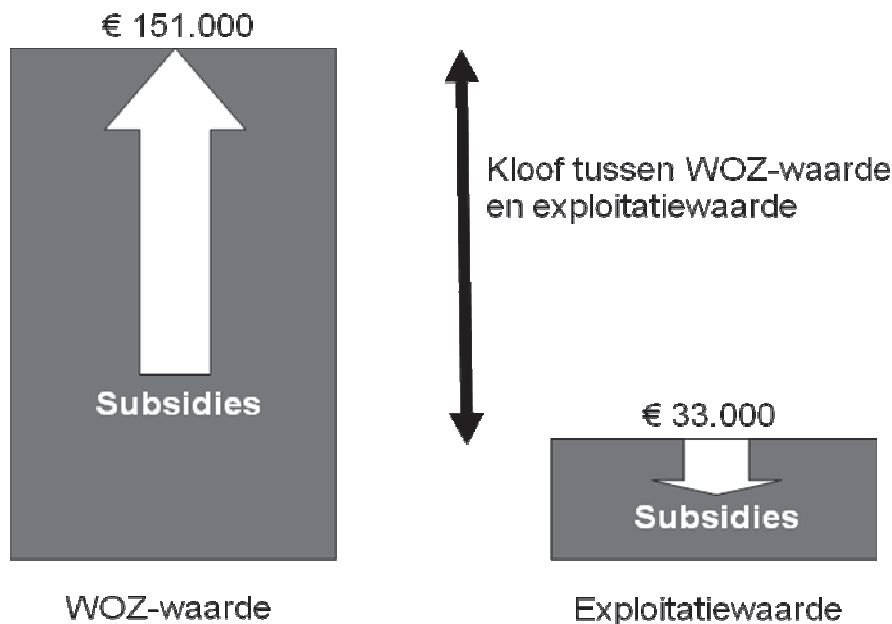 € 151.000
Kloof tussen WOZ-waarde
en exploitatiewaarde
Subsidies
€ 33.000
Subsidies
WOZ-waarde
Exploitatiewaarde